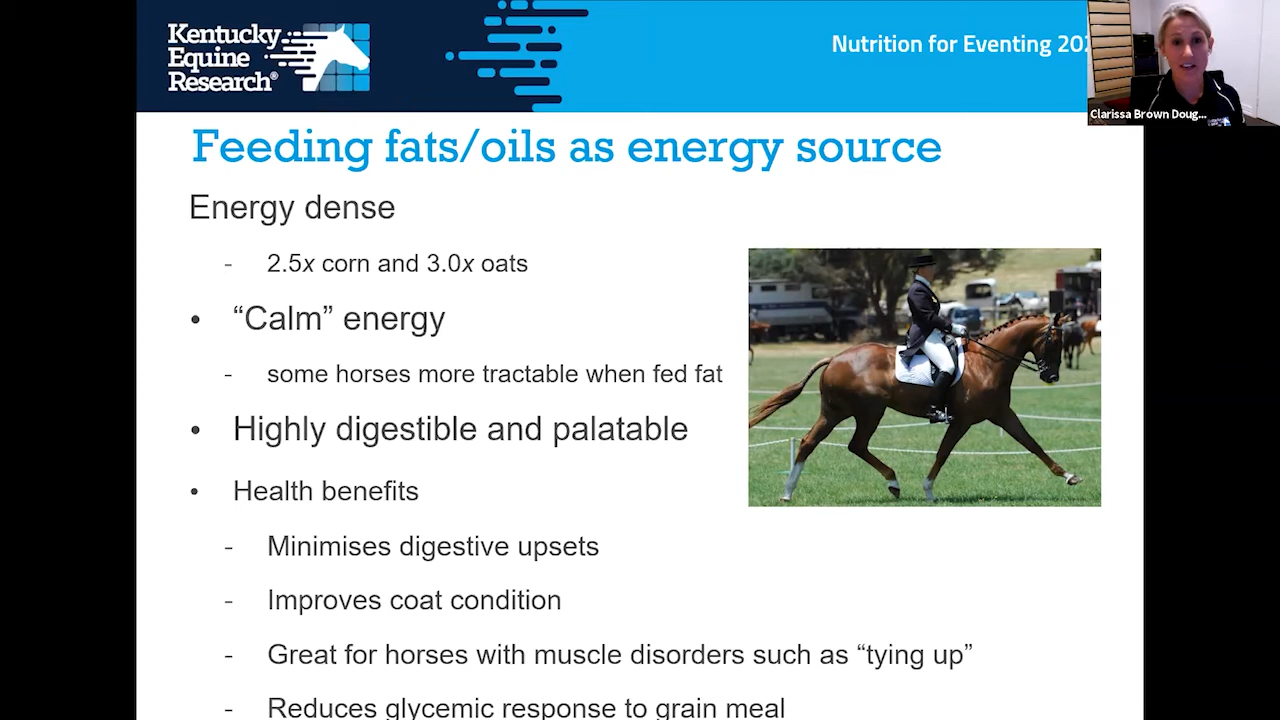 Kentucky
Equine
Research®
Nutrition for Eventing 202
Clarissa Brown Doug...
Feeding fats/oils as energy source
Energy dense
- 2.5x corn and 3.0x oats
• “Calm” energy
- some horses more tractable when fed fat
• Highly digestible and palatable
• Health benefits
- Minimises digestive upsets
- Improves coat condition
- Great for horses with muscle disorders such as “tying up”
- Reduces glycemic response to grain meal